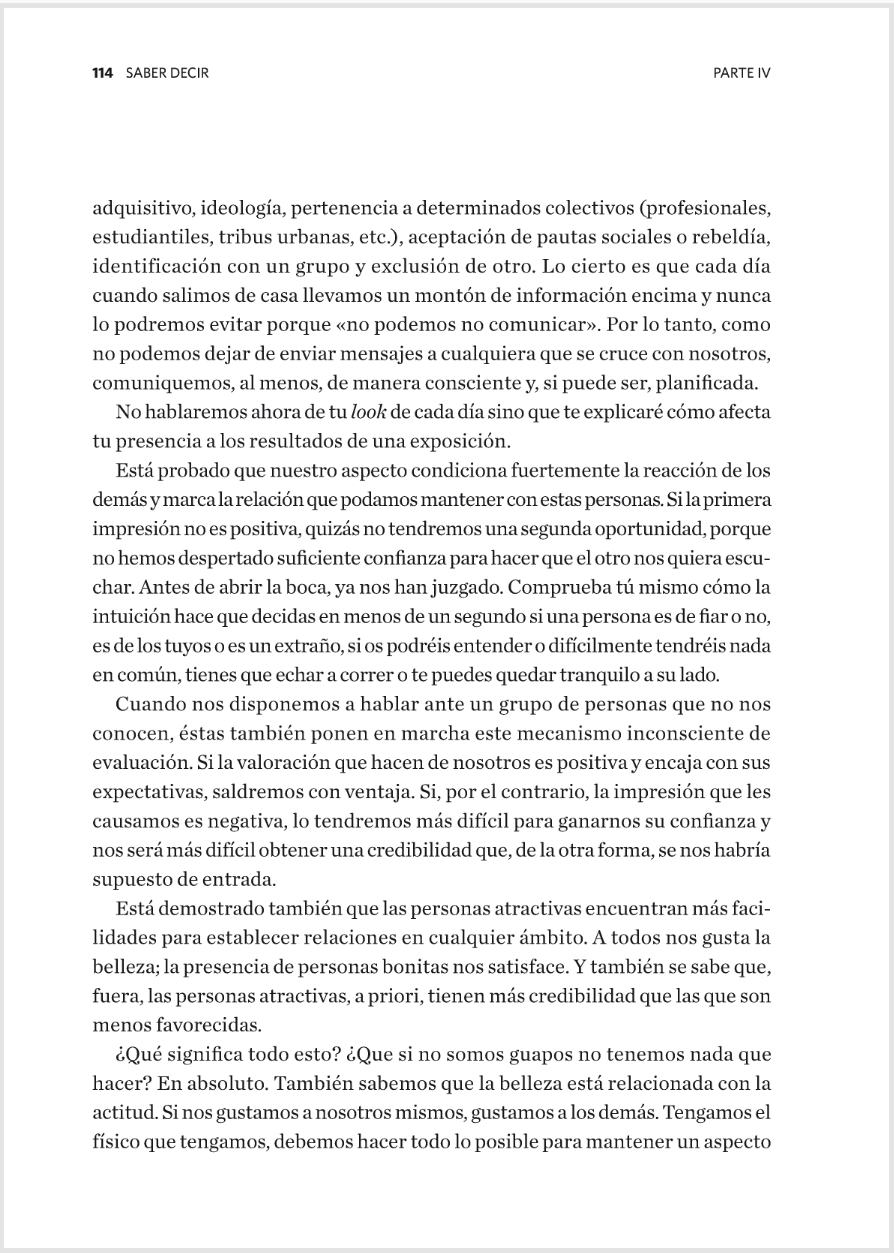 114 SABER DECIR PARTE IV
adquisitivo, ideología, pertenencia a determinados colectivos (profesionales,
estudiantiles, tribus urbanas, etc.), aceptación de pautas sociales o rebeldía,
identificación con un grupo y exclusión de otro. Lo cierto es que cada día
cuando salimos de casa llevamos un montón de información encima y nunca
lo podremos evitar porque «no podemos no comunicar». Por lo tanto, como
no podemos dejar de enviar mensajes a cualquiera que se cruce con nosotros,
comuniquemos, al menos, de manera consciente y, si puede ser, planificada.
No hablaremos ahora de tu look de cada día sino que te explicaré cómo afecta
tu presencia a los resultados de una exposición.
Está probado que nuestro aspecto condiciona fuertemente la reacción de los
demás y marca la relación que podamos mantener con estas personas. Si la primera
impresión no es positiva, quizás no tendremos una segunda oportunidad, porque
no hemos despertado suficiente confianza para hacer que el otro nos quiera escu-
char. Antes de abrir la boca, ya nos han juzgado. Comprueba tú mismo cómo la
intuición hace que decidas en menos de un segundo si una persona es de fiar o no,
es de los tuyos o es un extraño, si os podréis entender o difícilmente tendréis nada
en común, tienes que echar a correr o te puedes quedar tranquilo a su lado.
Cuando nos disponemos a hablar ante un grupo de personas que no nos
conocen, éstas también ponen en marcha este mecanismo inconsciente de
evaluación. Si la valoración que hacen de nosotros es positiva y encaja con sus
expectativas, saldremos con ventaja. Si, por el contrario, la impresión que les
causamos es negativa, lo tendremos más difícil para ganarnos su confianza y
nos será más difícil obtener una credibilidad que, de la otra forma, se nos habría
supuesto de entrada.
Está demostrado también que las personas atractivas encuentran más faci-
lidades para establecer relaciones en cualquier ámbito. A todos nos gusta la
belleza; la presencia de personas bonitas nos satisface. Y también se sabe que,
fuera, las personas atractivas, a priori, tienen más credibilidad que las que son
menos favorecidas.
¿Qué significa todo esto? ¿Que si no somos guapos no tenemos nada que
hacer? En absoluto. También sabemos que la belleza está relacionada con la
actitud. Si nos gustamos a nosotros mismos, gustamos a los demás. Tengamos el
físico que tengamos, debemos hacer todo lo posible para mantener un aspecto